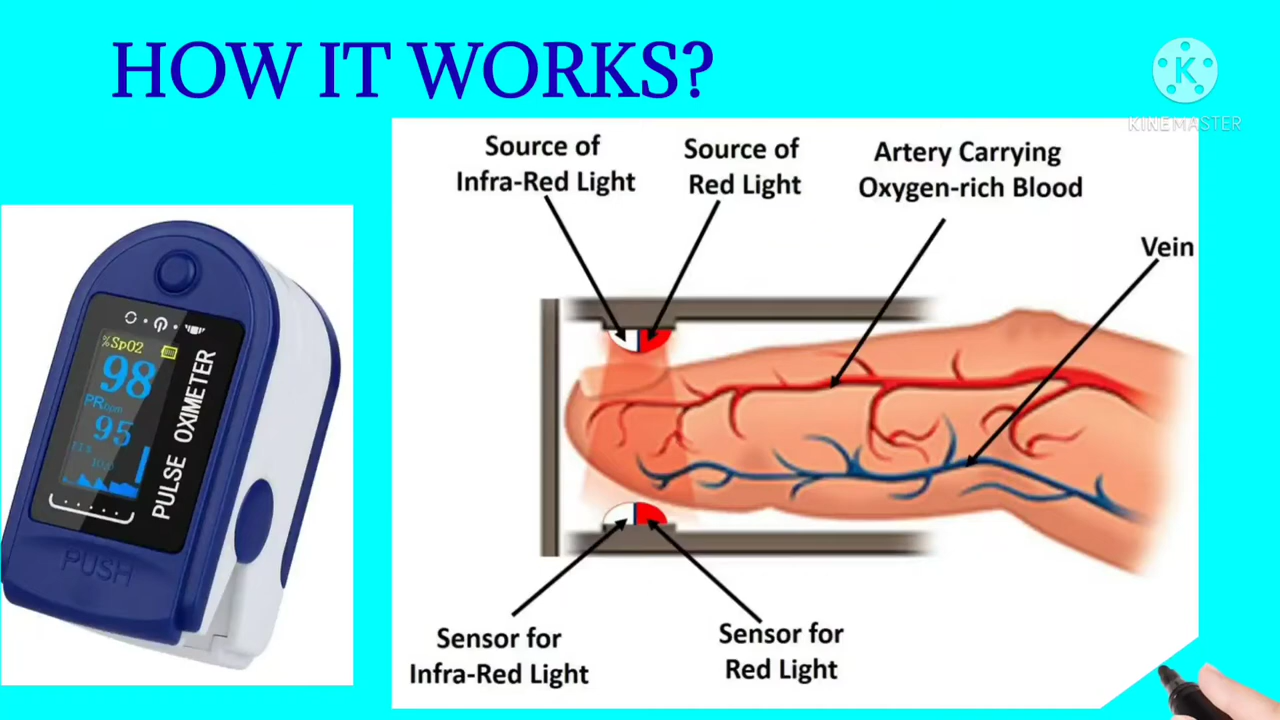 HOW IT WORKS?
K
KINEMASTER
Source of
Infra-Red Light
Source of
Red Light
Artery Carrying
Oxygen-rich Blood
Vein
%SpO2
98
PRbpm
95
PULSE OXIMETER
PUSH
Sensor for
Infra-Red Light
Sensor for
Red Light